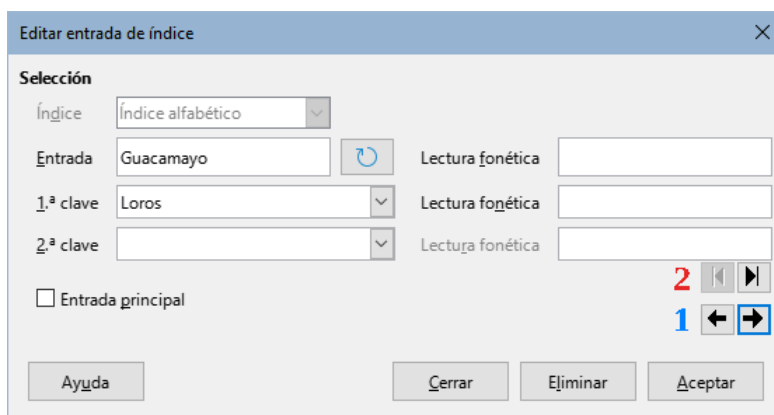 Editar entrada de índice
Selección
Índice Índice alfabético
Entrada Guacamayo Lectura fonética
1.ª clave Loros Lectura fonética
2.ª clave Lectura fonética
2
Entrada principal
1
Ayuda Cerrar Eliminar Aceptar